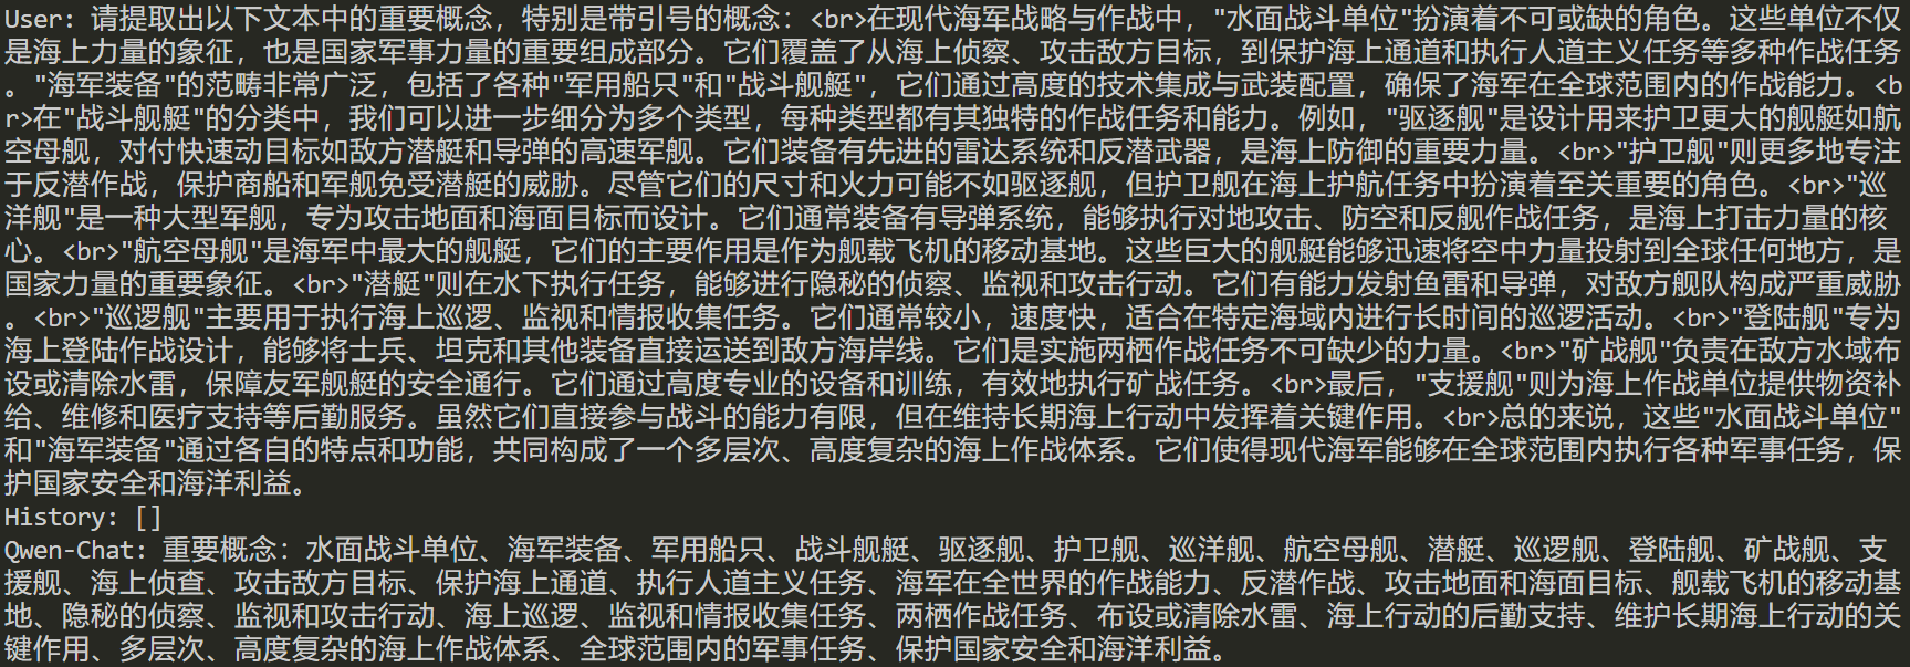 User: 请提取出以下文本中的重要概念，特别是带引号的概念：<br>在现代海军战略与作战中，"水面战斗单位"扮演着不可或缺的角色。这些单位不仅
是海上力量的象征，也是国家军事力量的重要组成部分。它们覆盖了从海上侦察、攻击敌方目标，到保护海上通道和执行人道主义任务等多种作战任务
。"海军装备"的范畴非常广泛，包括了各种"军用船只"和"战斗舰艇"，它们通过高度的技术集成与武装配置，确保了海军在全球范围内的作战能力。<b
r>在"战斗舰艇"的分类中，我们可以进一步细分为多个类型，每种类型都有其独特的作战任务和能力。例如，"驱逐舰"是设计用来护卫更大的舰艇如航
空母舰，对付快速动目标如敌方潜艇和导弹的高速军舰。它们装备有先进的雷达系统和反潜武器，是海上防御的重要力量。<br>"护卫舰"则更多地专注
于反潜作战，保护商船和军舰免受潜艇的威胁。尽管它们的尺寸和火力可能不如驱逐舰，但护卫舰在海上护航任务中扮演着至关重要的角色。<br>"巡
洋舰"是一种大型军舰，专为攻击地面和海面目标而设计。它们通常装备有导弹系统，能够执行对地攻击、防空和反舰作战任务，是海上打击力量的核
心。<br>"航空母舰"是海军中最大的舰艇，它们的主要作用是作为舰载飞机的移动基地。这些巨大的舰艇能够迅速将空中力量投射到全球任何地方，是
国家力量的重要象征。<br>"潜艇"则在水下执行任务，能够进行隐秘的侦察、监视和攻击行动。它们有能力发射鱼雷和导弹，对敌方舰队构成严重威胁
。<br>"巡逻舰"主要用于执行海上巡逻、监视和情报收集任务。它们通常较小，速度快，适合在特定海域内进行长时间的巡逻活动。<br>"登陆舰"专为
海上登陆作战设计，能够将士兵、坦克和其他装备直接运送到敌方海岸线。它们是实施两栖作战任务不可缺少的力量。<br>"矿战舰"负责在敌方水域布
设或清除水雷，保障友军舰艇的安全通行。它们通过高度专业的设备和训练，有效地执行矿战任务。<br>最后，"支援舰"则为海上作战单位提供物资补
给、维修和医疗支持等后勤服务。虽然它们直接参与战斗的能力有限，但在维持长期海上行动中发挥着关键作用。<br>总的来说，这些"水面战斗单位"
和"海军装备"通过各自的特点和功能，共同构成了一个多层次、高度复杂的海上作战体系。它们使得现代海军能够在全球范围内执行各种军事任务，保
护国家安全和海洋利益。
History: []
Qwen-Chat: 重要概念：水面战斗单位、海军装备、军用船只、战斗舰艇、驱逐舰、护卫舰、巡洋舰、航空母舰、潜艇、巡逻舰、登陆舰、矿战舰、支
援舰、海上侦查、攻击敌方目标、保护海上通道、执行人道主义任务、海军在全世界的作战能力、反潜作战、攻击地面和海面目标、舰载飞机的移动基
地、隐秘的侦察、监视和攻击行动、海上巡逻、监视和情报收集任务、两栖作战任务、布设或清除水雷、海上行动的后勤支持、维护长期海上行动的关
键作用、多层次、高度复杂的海上作战体系、全球范围内的军事任务、保护国家安全和海洋利益。